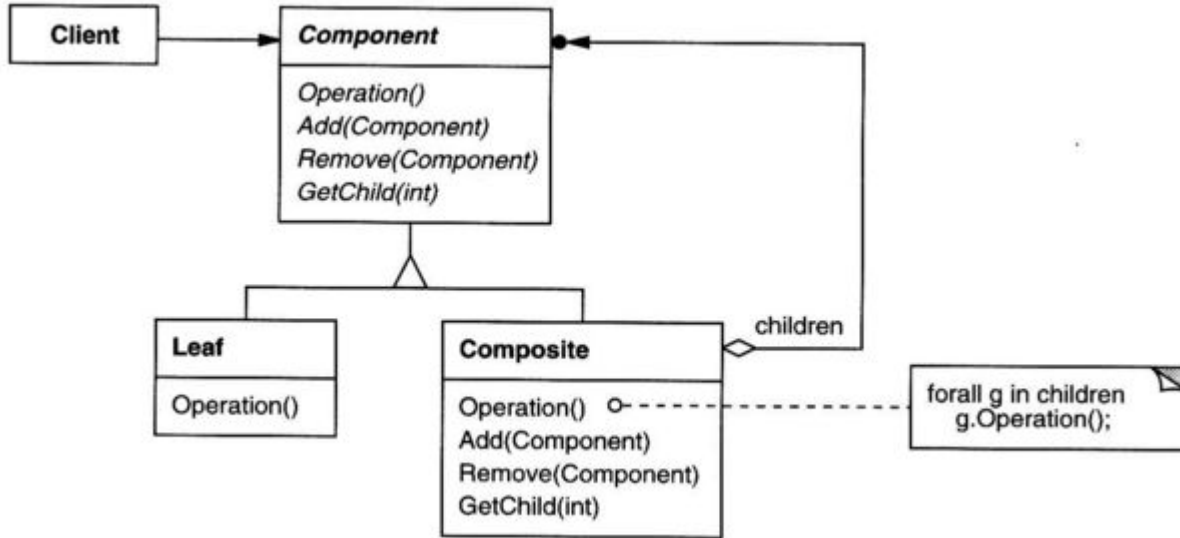 Client
Component
Operation()
Add(Component)
Remove(Component)
GetChild(int)
Leaf
Operation()
Composite
Operation()
Add(Component)
Remove(Component)
GetChild(int)
children
forall g in children
g.Operation();